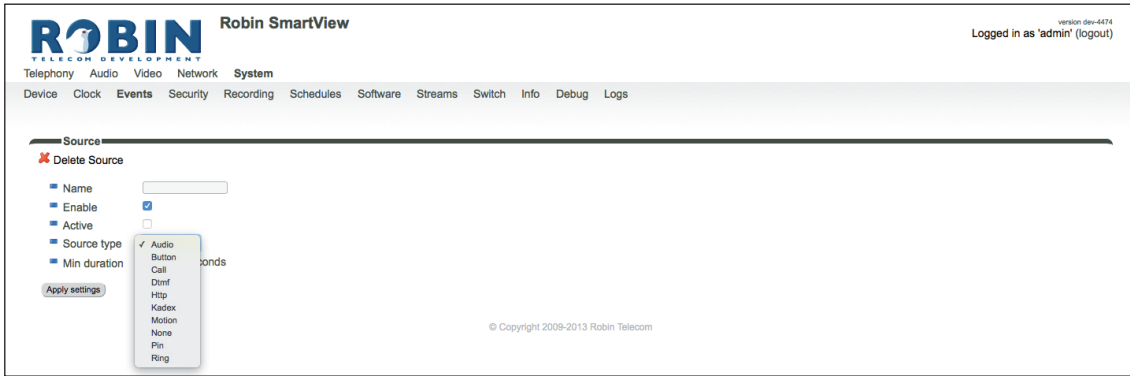 ROBIN
TELECOM DEVELOPMENT
Robin SmartView
version dev-4474
Logged in as 'admin' (logout)
Telephony Audio Video Network System
Device Clock Events Security Recording Schedules Software Streams Switch Info Debug Logs
Source
Delete Source
Name
Enable
Active
Source type
✓ Audio
Button
Call
Dtmf
Http
Kadex
Motion
None
Pin
Ring
Min duration
onds
Apply settings
© Copyright 2009-2013 Robin Telecom